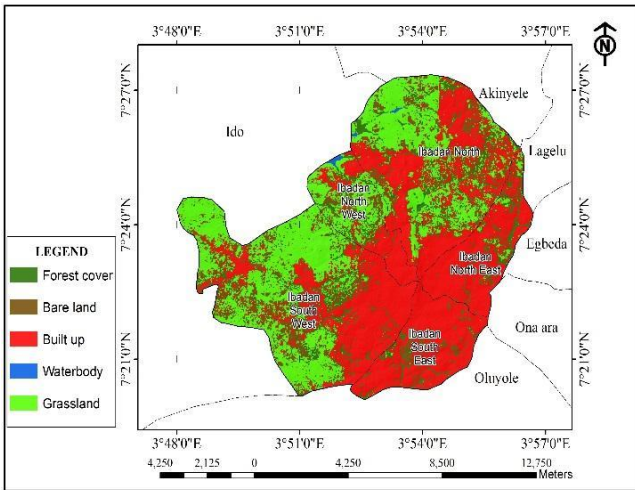 3°48'0"E 3°51'0"E 3°54'0"E 3°57'0"E
N
7°27'0"N
7°27'0"N
Akinyele
Ido
Ibadan North
Lagelu
Ibadan
North
West
7°24'0"N
7°24'0"N
Egbeda
LEGEND
Forest cover
Bare land
Built up
Waterbody
Grassland
Ibadan
North East
Ibadan
South
West
Ona ara
Ibadan
South
East
7°21'0"N
7°21'0"N
Oluyole
3°48'0"E 3°51'0"E 3°54'0"E 3°57'0"E
4,250 2,125 0 4,250 8,500 12,750
Meters